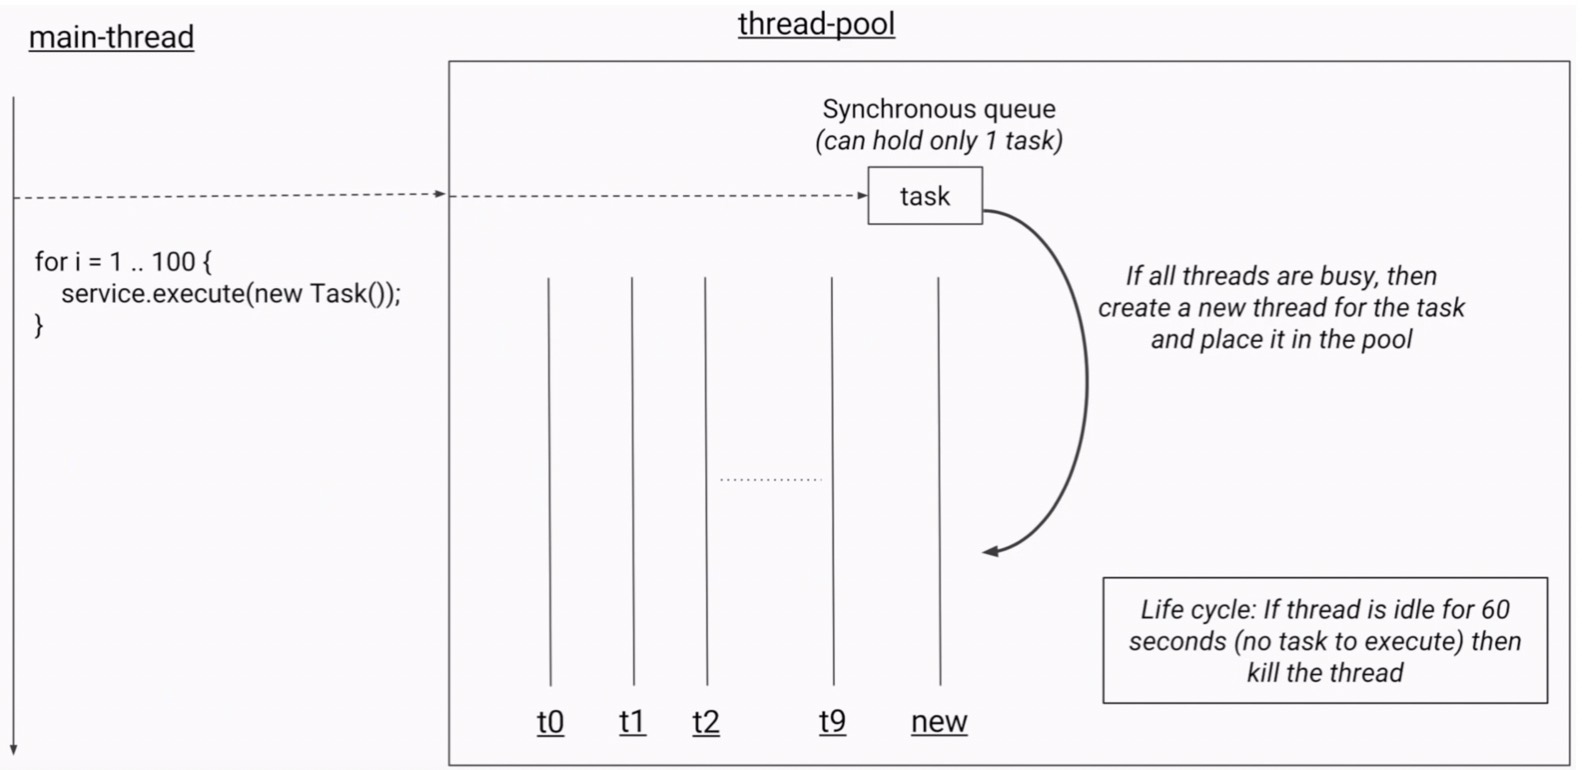 main-thread
thread-pool
Synchronous queue
(can hold only 1 task)
task
for i = 1 .. 100 {
service.execute(new Task());
}
If all threads are busy, then
create a new thread for the task
and place it in the pool
Life cycle: If thread is idle for 60
seconds (no task to execute) then
kill the thread
t0
t1
t2
t9
new